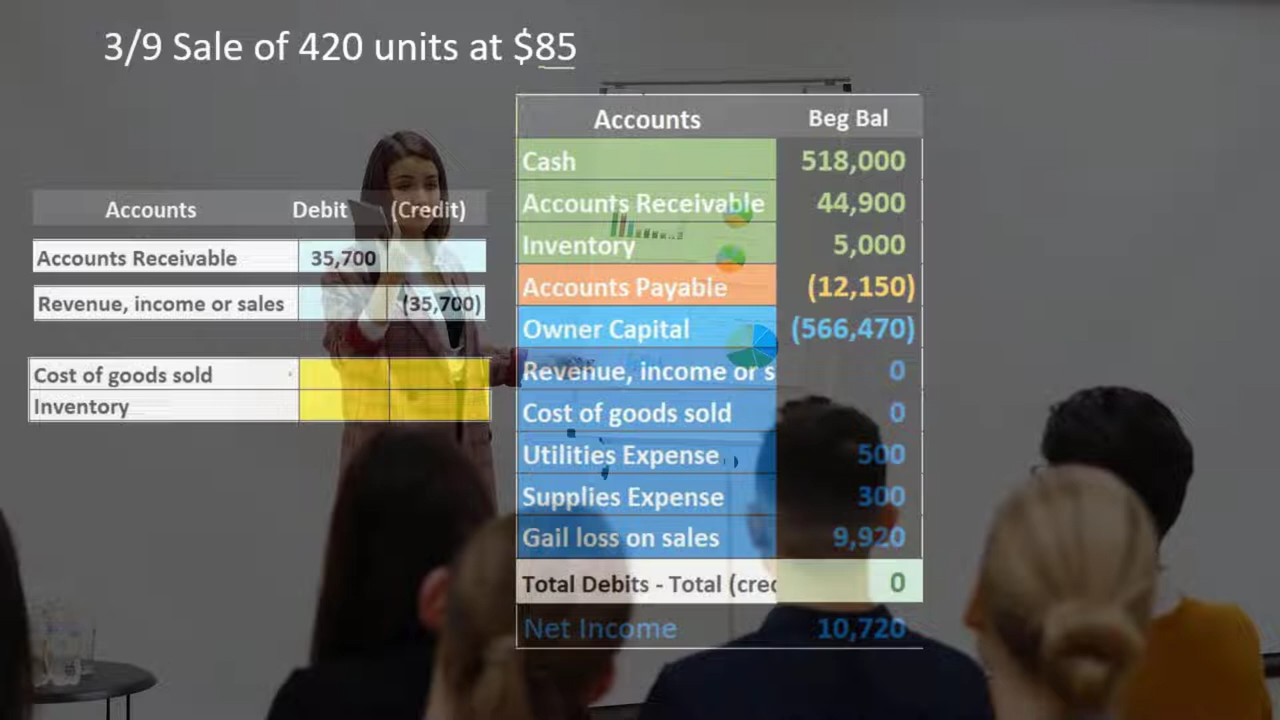 3/9 Sale of 420 units at $85
Accounts Debit (Credit)
Accounts Receivable 35,700
Revenue, income or sales (35,700)
Cost of goods sold
Inventory
Accounts Beg Bal
Cash 518,000
Accounts Receivable 44,900
Inventory 5,000
Accounts Payable (12,150)
Owner Capital (566,470)
Revenue, income or s 0
Cost of goods sold 0
Utilities Expense 500
Supplies Expense 300
Gail loss on sales 9,920
Total Debits - Total (cred 0
Net Income 10,720